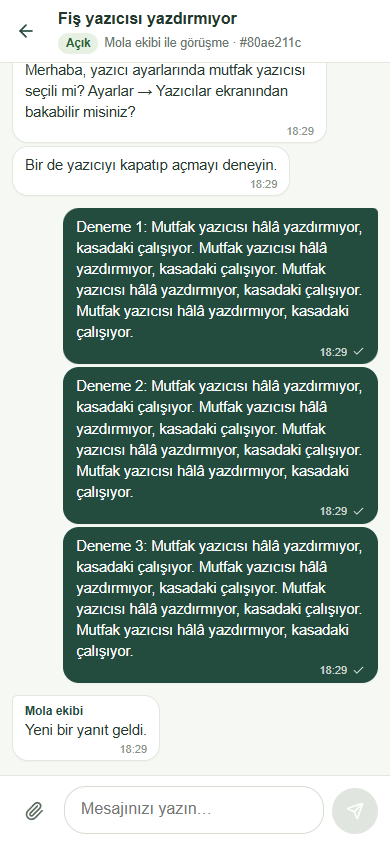 Fiş yazıcısı yazdırmıyor
Açık Mola ekibi ile görüşme · #80ae211c
Merhaba, yazıcı ayarlarında mutfak yazıcısı
seçili mi? Ayarlar → Yazıcılar ekranından
bakabilir misiniz?
18:29
Bir de yazıcıyı kapatıp açmayı deneyin.
18:29
Deneme 1: Mutfak yazıcısı hâlâ yazdırmıyor,
kasadaki çalışıyor. Mutfak yazıcısı hâlâ
yazdırmıyor, kasadaki çalışıyor. Mutfak
yazıcısı hâlâ yazdırmıyor, kasadaki çalışıyor.
Mutfak yazıcısı hâlâ yazdırmıyor, kasadaki
çalışıyor.
18:29
Deneme 2: Mutfak yazıcısı hâlâ yazdırmıyor,
kasadaki çalışıyor. Mutfak yazıcısı hâlâ
yazdırmıyor, kasadaki çalışıyor. Mutfak
yazıcısı hâlâ yazdırmıyor, kasadaki çalışıyor.
Mutfak yazıcısı hâlâ yazdırmıyor, kasadaki
çalışıyor.
18:29
Deneme 3: Mutfak yazıcısı hâlâ yazdırmıyor,
kasadaki çalışıyor. Mutfak yazıcısı hâlâ
yazdırmıyor, kasadaki çalışıyor. Mutfak
yazıcısı hâlâ yazdırmıyor, kasadaki çalışıyor.
Mutfak yazıcısı hâlâ yazdırmıyor, kasadaki
çalışıyor.
18:29
Mola ekibi
Yeni bir yanıt geldi.
18:29
Mesajınızı yazın...